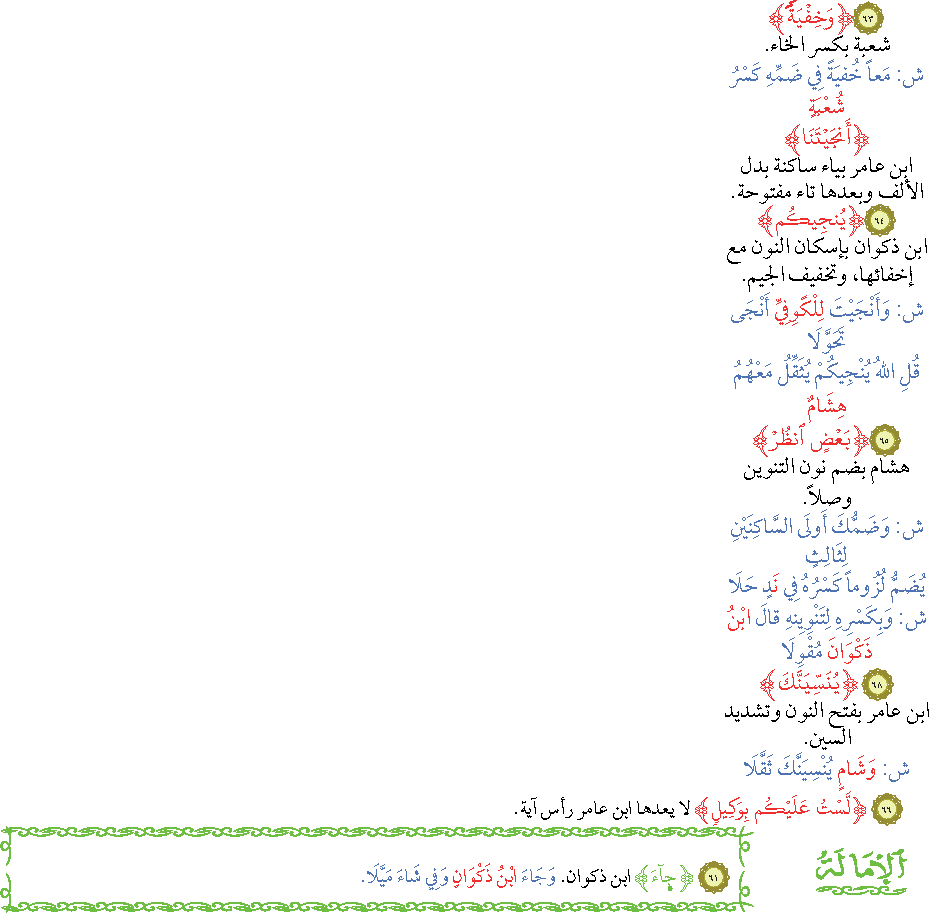 ٦٣ ﴿وَخِفْيَةً﴾
شعبة بكسر الخاء.
ش: مَعاً خُفْيَةً فِي ضَمِّهِ كَسْرُ
شُعْبَةٍ
﴿أَنجَيْتَنَا﴾
ابن عامر بياء ساكنة بدل
الألف وبعدها تاء مفتوحة.
٦٤ ﴿يُنجِيكُم﴾
ابن ذكوان بإسكان النون مع
إخفائها، وتخفيف الجيم.
ش: وَأَنْجَيْتَ لِلْكُوفِيِّ أَنْجَى
تَحَوَّلَا
قُلِ اللهُ يُنْجِيكُمْ يُثَقِّلُ مَعْهُمُ
هِشَامٌ
٦٥ ﴿بَعْضٍ ٱنظُرْ﴾
هشام بضم نون التنوين
وصلاً.
ش: وَضَمُّكَ أُولَى السَّاكِنَيْنِ
لِثَالِثٍ
يُضَمُّ لُزُوماً كَسْرُهُ فِي نَدٍ حَلَا
ش: وَبِكَسْرِهِ لِتَنْوِينِهِ قالَ ابْنُ
ذَكْوَانَ مُقْوِلَا
٦٨ ﴿يُنَسِّيَنَّكَ﴾
ابن عامر بفتح النون وتشديد
السين.
ش: وَشَامٍ يُنْسِيَنَّكَ ثَقَّلَا
٦٦ ﴿لَّسْتُ عَلَيْكُم بِوَكِيلٍ﴾ لا يعدها ابن عامر رأس آية.
ٱلْإِمَالَةُ
٦١ ﴿جَآءَ﴾ ابن ذكوان. وَجَاءَ ابْنُ ذَكْوَانٍ وَفِي شَاءَ مَيَّلَا.